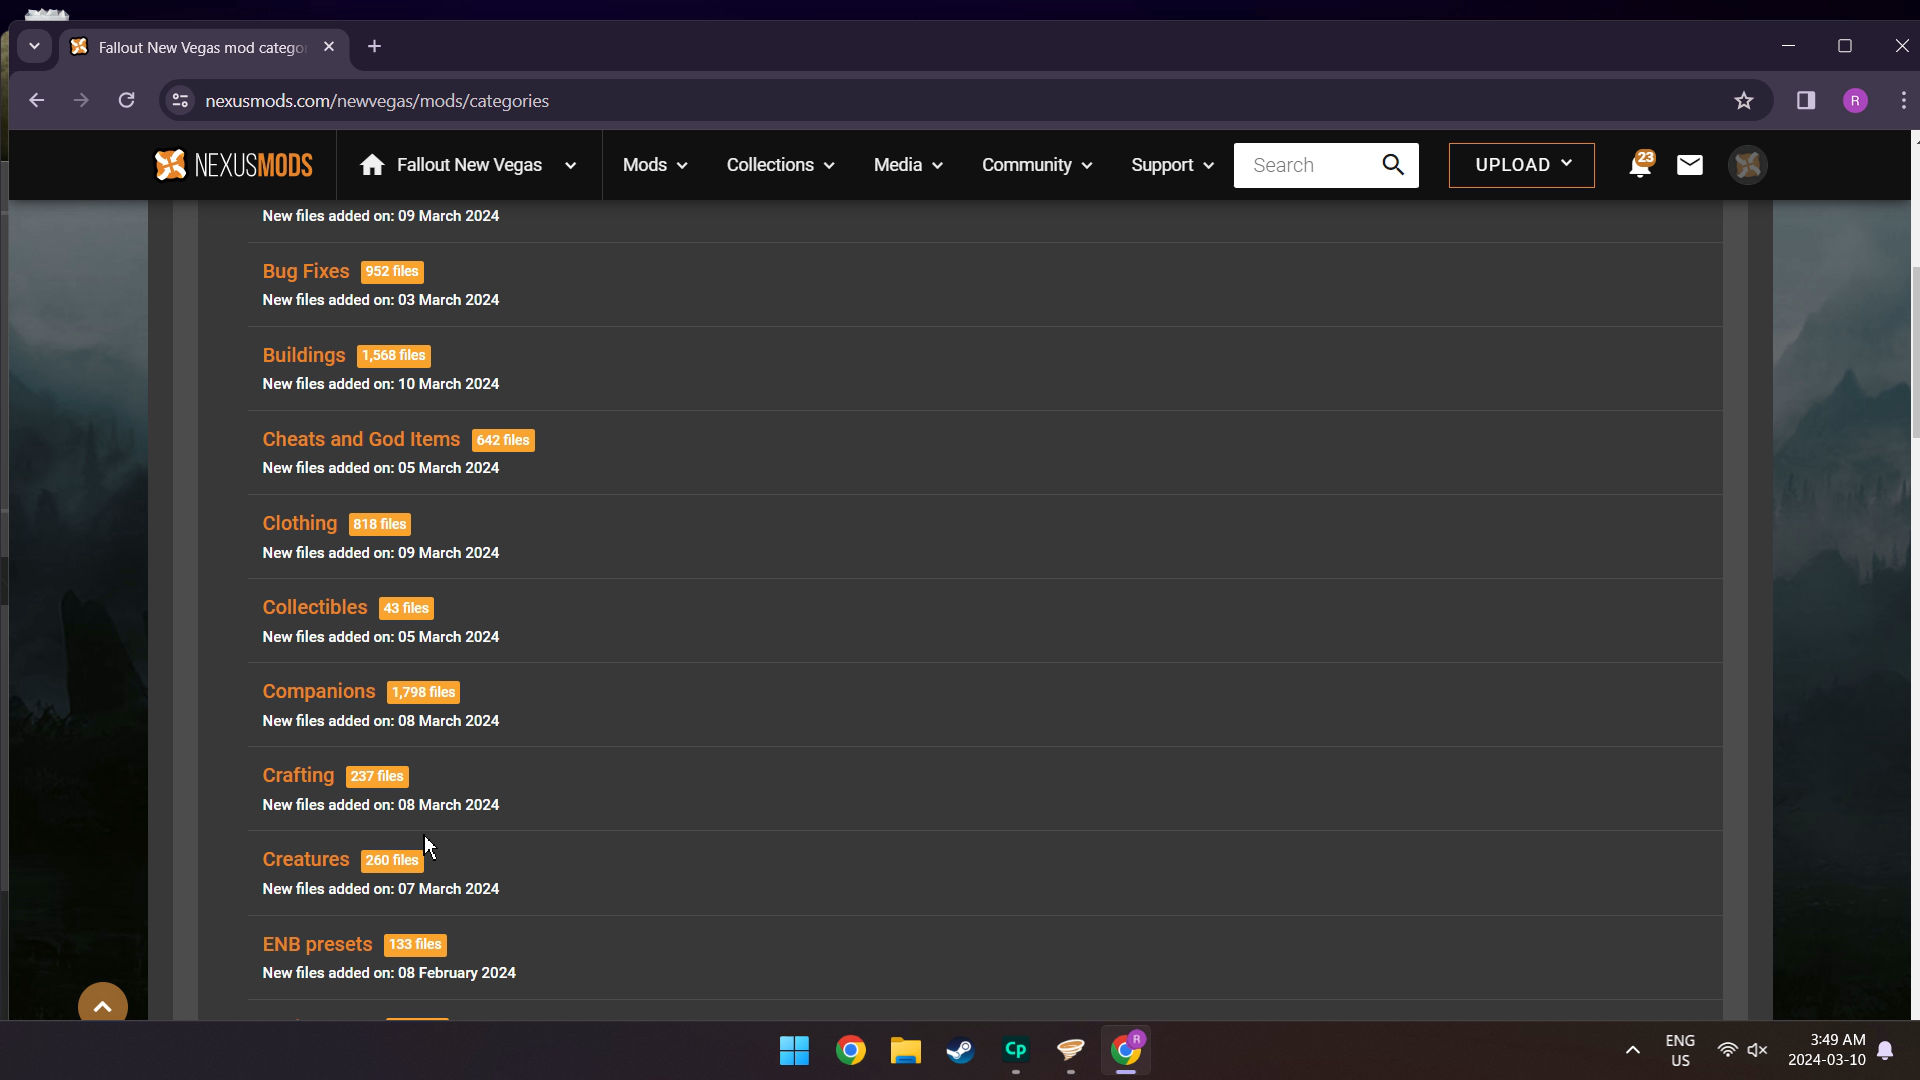 Fallout New Vegas mod catego
nexusmods.com/newvegas/mods/categories
R
NEXUSMODS
Fallout New Vegas
Mods
Collections
Media
Community
Support
Search
UPLOAD
23
New files added on: 09 March 2024
Bug Fixes 952 files
New files added on: 03 March 2024
Buildings 1,568 files
New files added on: 10 March 2024
Cheats and God Items 642 files
New files added on: 05 March 2024
Clothing 818 files
New files added on: 09 March 2024
Collectibles 43 files
New files added on: 05 March 2024
Companions 1,798 files
New files added on: 08 March 2024
Crafting 237 files
New files added on: 08 March 2024
Creatures 260 files
New files added on: 07 March 2024
ENB presets 133 files
New files added on: 08 February 2024
Cp
R
ENG
US
3:49 AM
2024-03-10